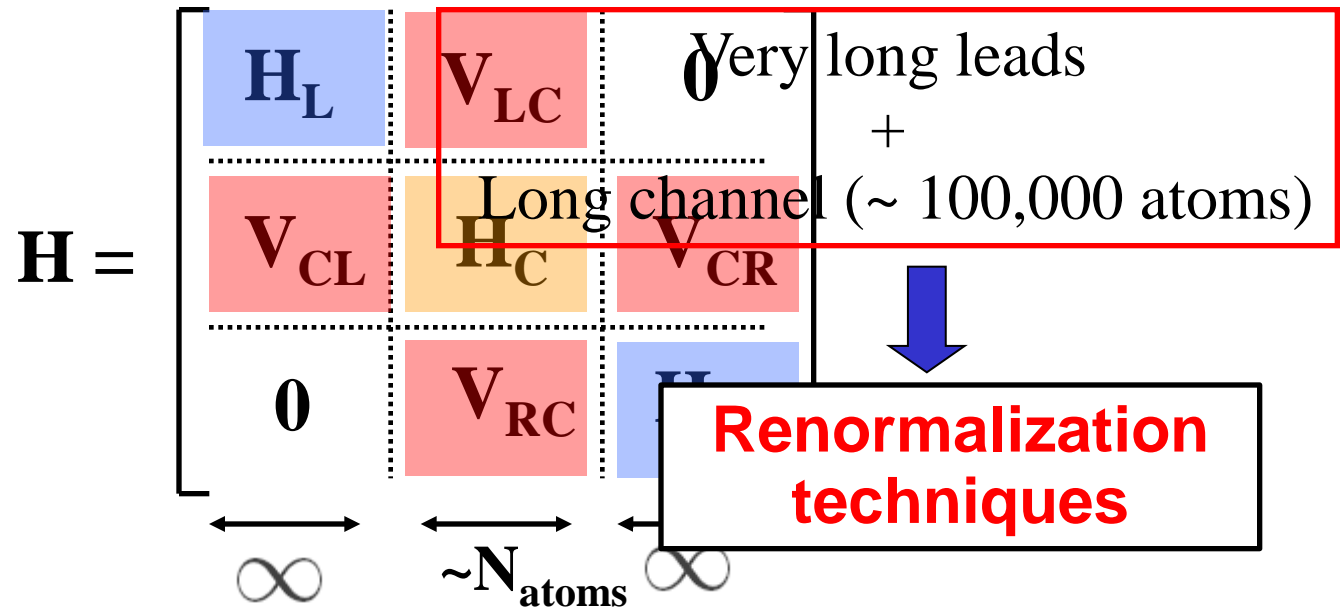 H_L V_LC 0
Very long leads
+
Long channel (~ 100,000 atoms)
H = V_CL H_C V_CR
0 V_RC
Renormalization
techniques
∞ ~N_atoms ∞